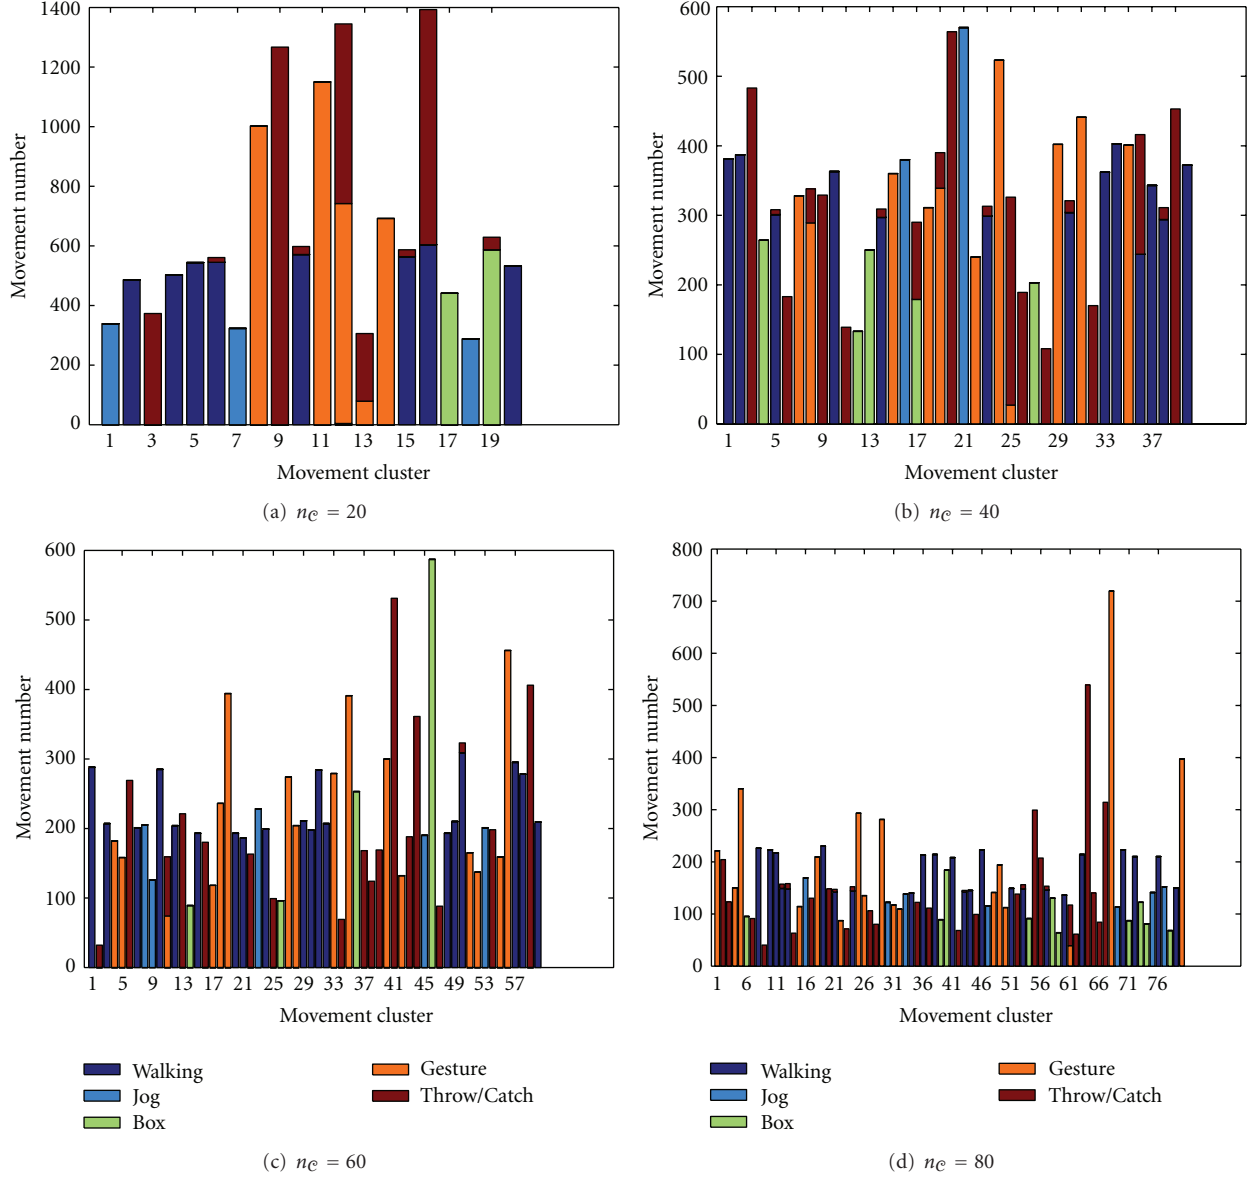 1400
1200
1000
800
600
400
200
0
Movement number
1 3 5 7 9 11 13 15 17 19
Movement cluster
(a) n𝒞 = 20
600
500
400
300
200
100
0
Movement number
1 5 9 13 17 21 25 29 33 37
Movement cluster
(b) n𝒞 = 40
600
500
400
300
200
100
0
Movement number
1 5 9 13 17 21 25 29 33 37 41 45 49 53 57
Movement cluster
Walking
Jog
Box
Gesture
Throw/Catch
(c) n𝒞 = 60
800
700
600
500
400
300
200
100
0
Movement number
1 6 11 16 21 26 31 36 41 46 51 56 61 66 71 76
Movement cluster
Walking
Jog
Box
Gesture
Throw/Catch
(d) n𝒞 = 80